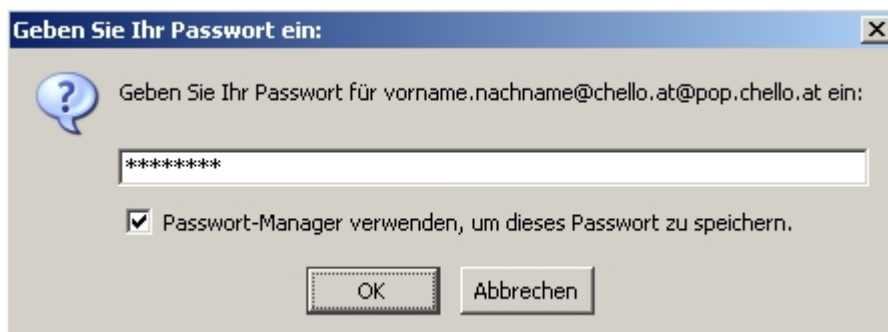 Geben Sie Ihr Passwort ein:
Geben Sie Ihr Passwort für vorname.nachname@chello.at@pop.chello.at ein:
********
Passwort-Manager verwenden, um dieses Passwort zu speichern.
OK Abbrechen